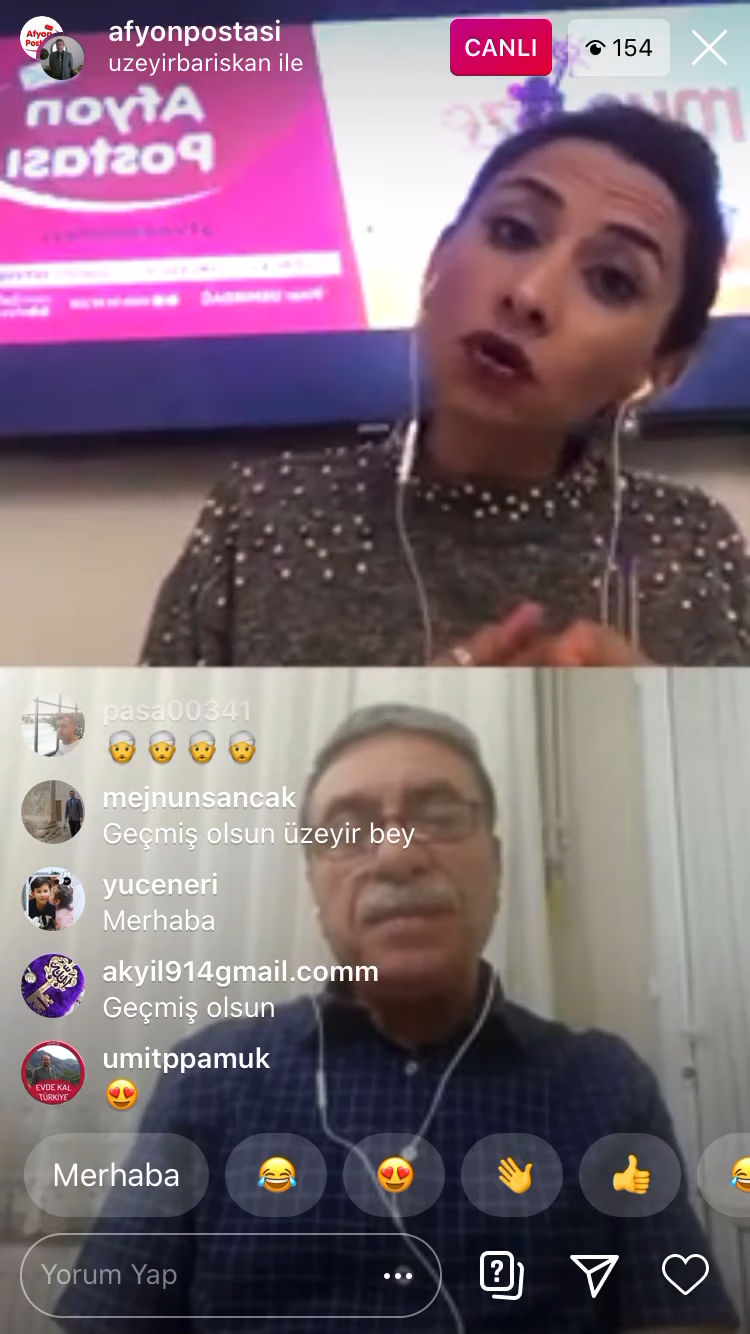 afyonpostasi
uzeyirbariskan ile
CANLI
154
Afyon
Postası
pasa00341
mejnunsancak
Geçmiş olsun üzeyir bey
yuceneri
Merhaba
akyil914gmail.comm
Geçmiş olsun
umitppamuk
EVDE KAL
TÜRKİYE
Merhaba
Yorum Yap